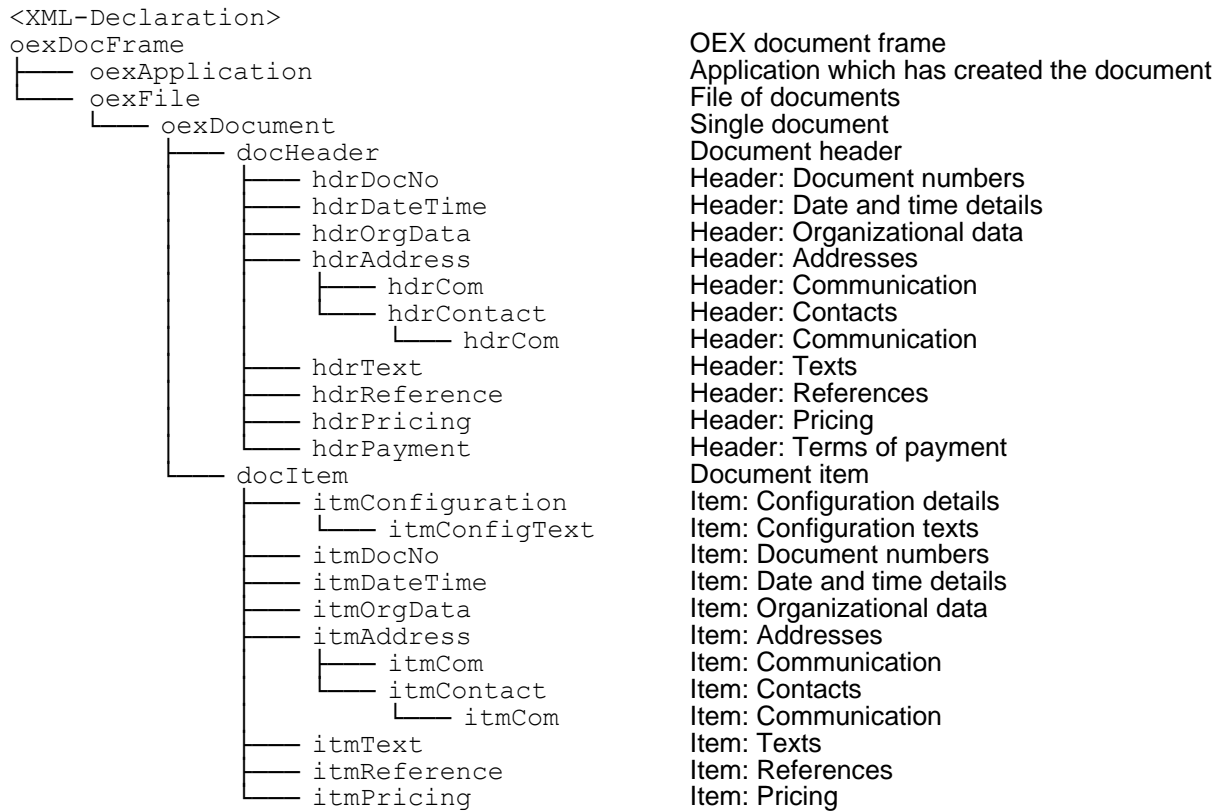 <XML-Declaration>
oexDocFrame OEX document frame
oexApplication Application which has created the document
oexFile File of documents
oexDocument Single document
docHeader Document header
hdrDocNo Header: Document numbers
hdrDateTime Header: Date and time details
hdrOrgData Header: Organizational data
hdrAddress Header: Addresses
hdrCom Header: Communication
hdrContact Header: Contacts
hdrCom Header: Communication
hdrText Header: Texts
hdrReference Header: References
hdrPricing Header: Pricing
hdrPayment Header: Terms of payment
docItem Document item
itmConfiguration Item: Configuration details
itmConfigText Item: Configuration texts
itmDocNo Item: Document numbers
itmDateTime Item: Date and time details
itmOrgData Item: Organizational data
itmAddress Item: Addresses
itmCom Item: Communication
itmContact Item: Contacts
itmCom Item: Communication
itmText Item: Texts
itmReference Item: References
itmPricing Item: Pricing